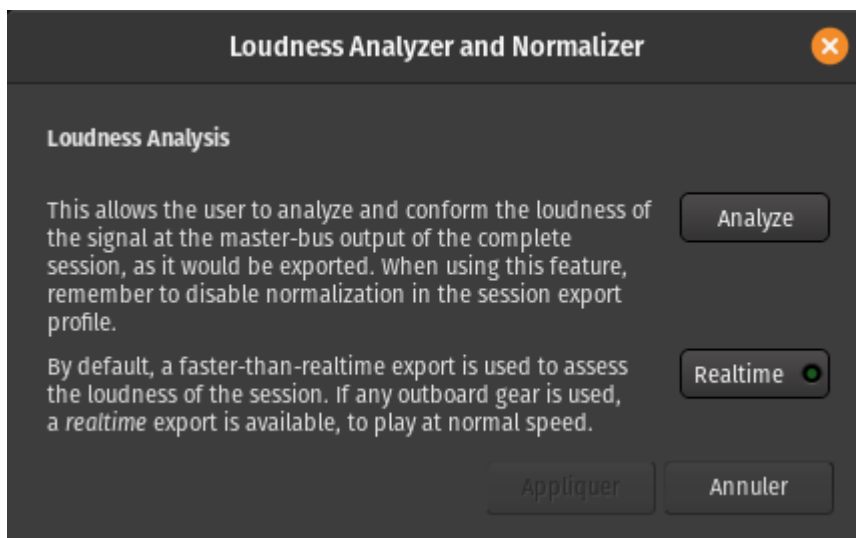 Loudness Analyzer and Normalizer
Loudness Analysis
This allows the user to analyze and conform the loudness of
the signal at the master-bus output of the complete
session, as it would be exported. When using this feature,
remember to disable normalization in the session export
profile.
Analyze
By default, a faster-than-realtime export is used to assess
the loudness of the session. If any outboard gear is used,
a realtime export is available, to play at normal speed.
Realtime
Appliquer
Annuler